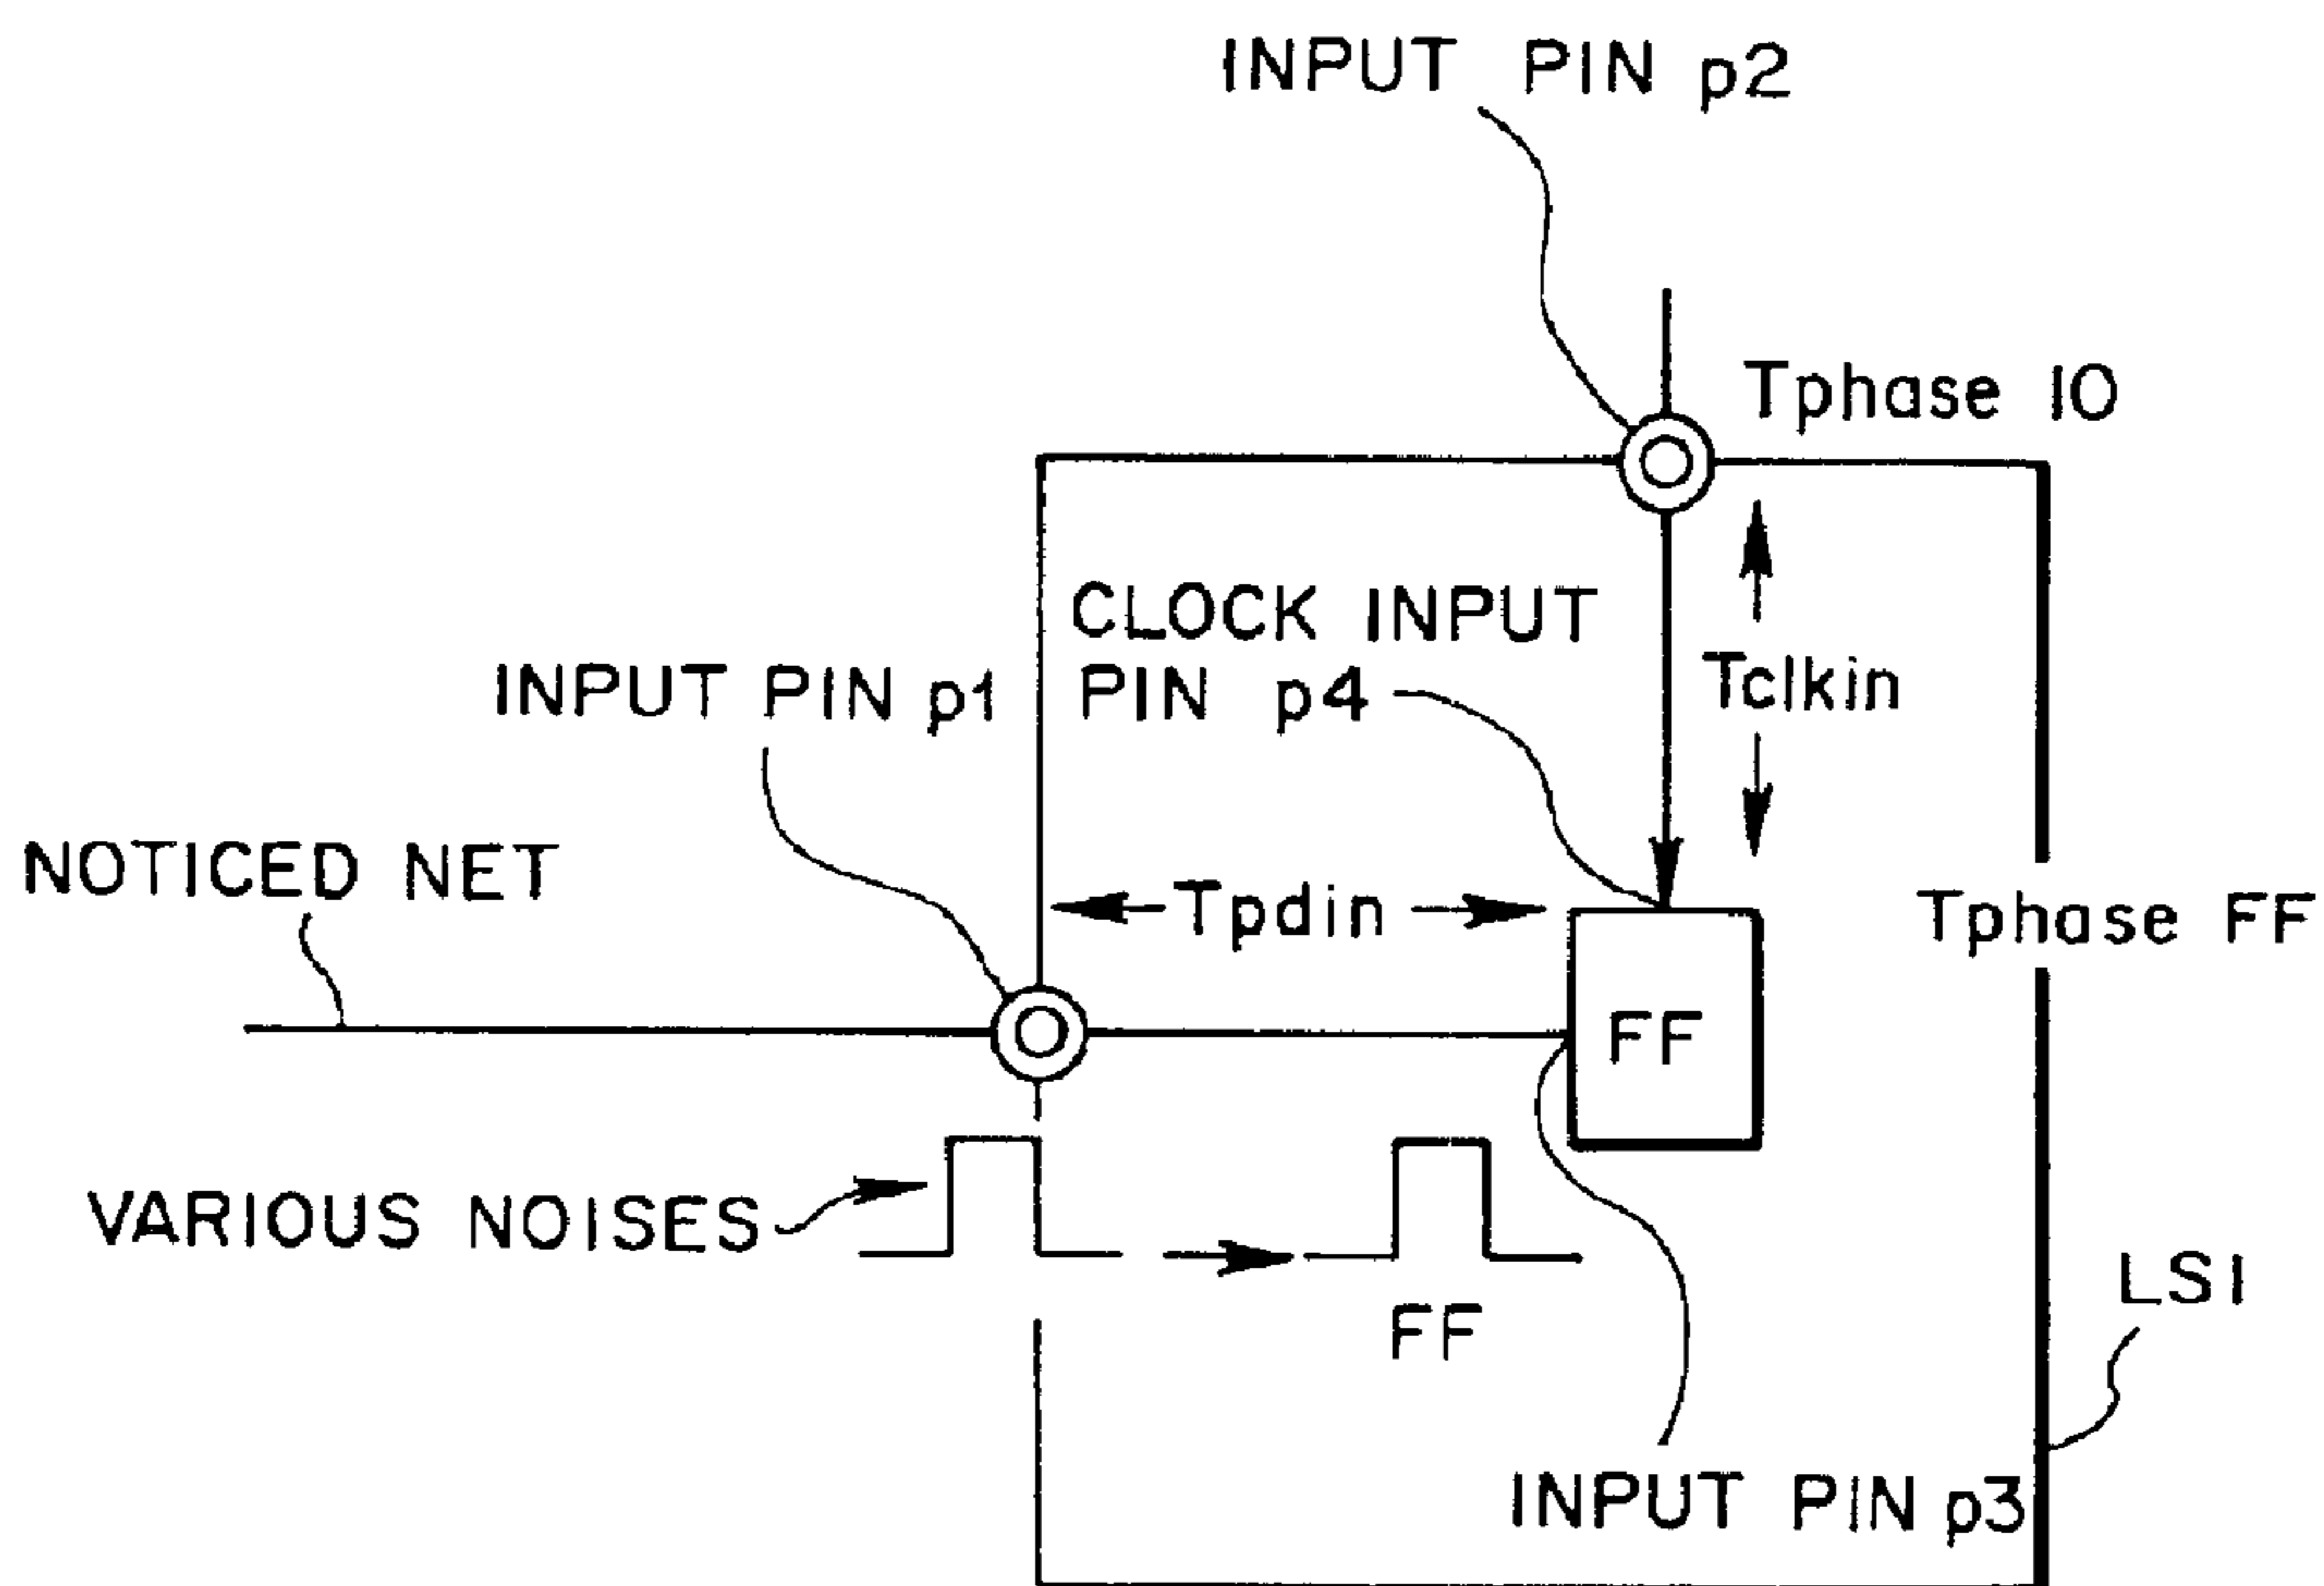 INPUT PIN p2
Tphase IO
CLOCK INPUT
PIN p4
Tclkin
INPUT PIN p1
NOTICED NET
Tpdin
Tphase FF
FF
VARIOUS NOISES
FF
LSI
INPUT PIN p3